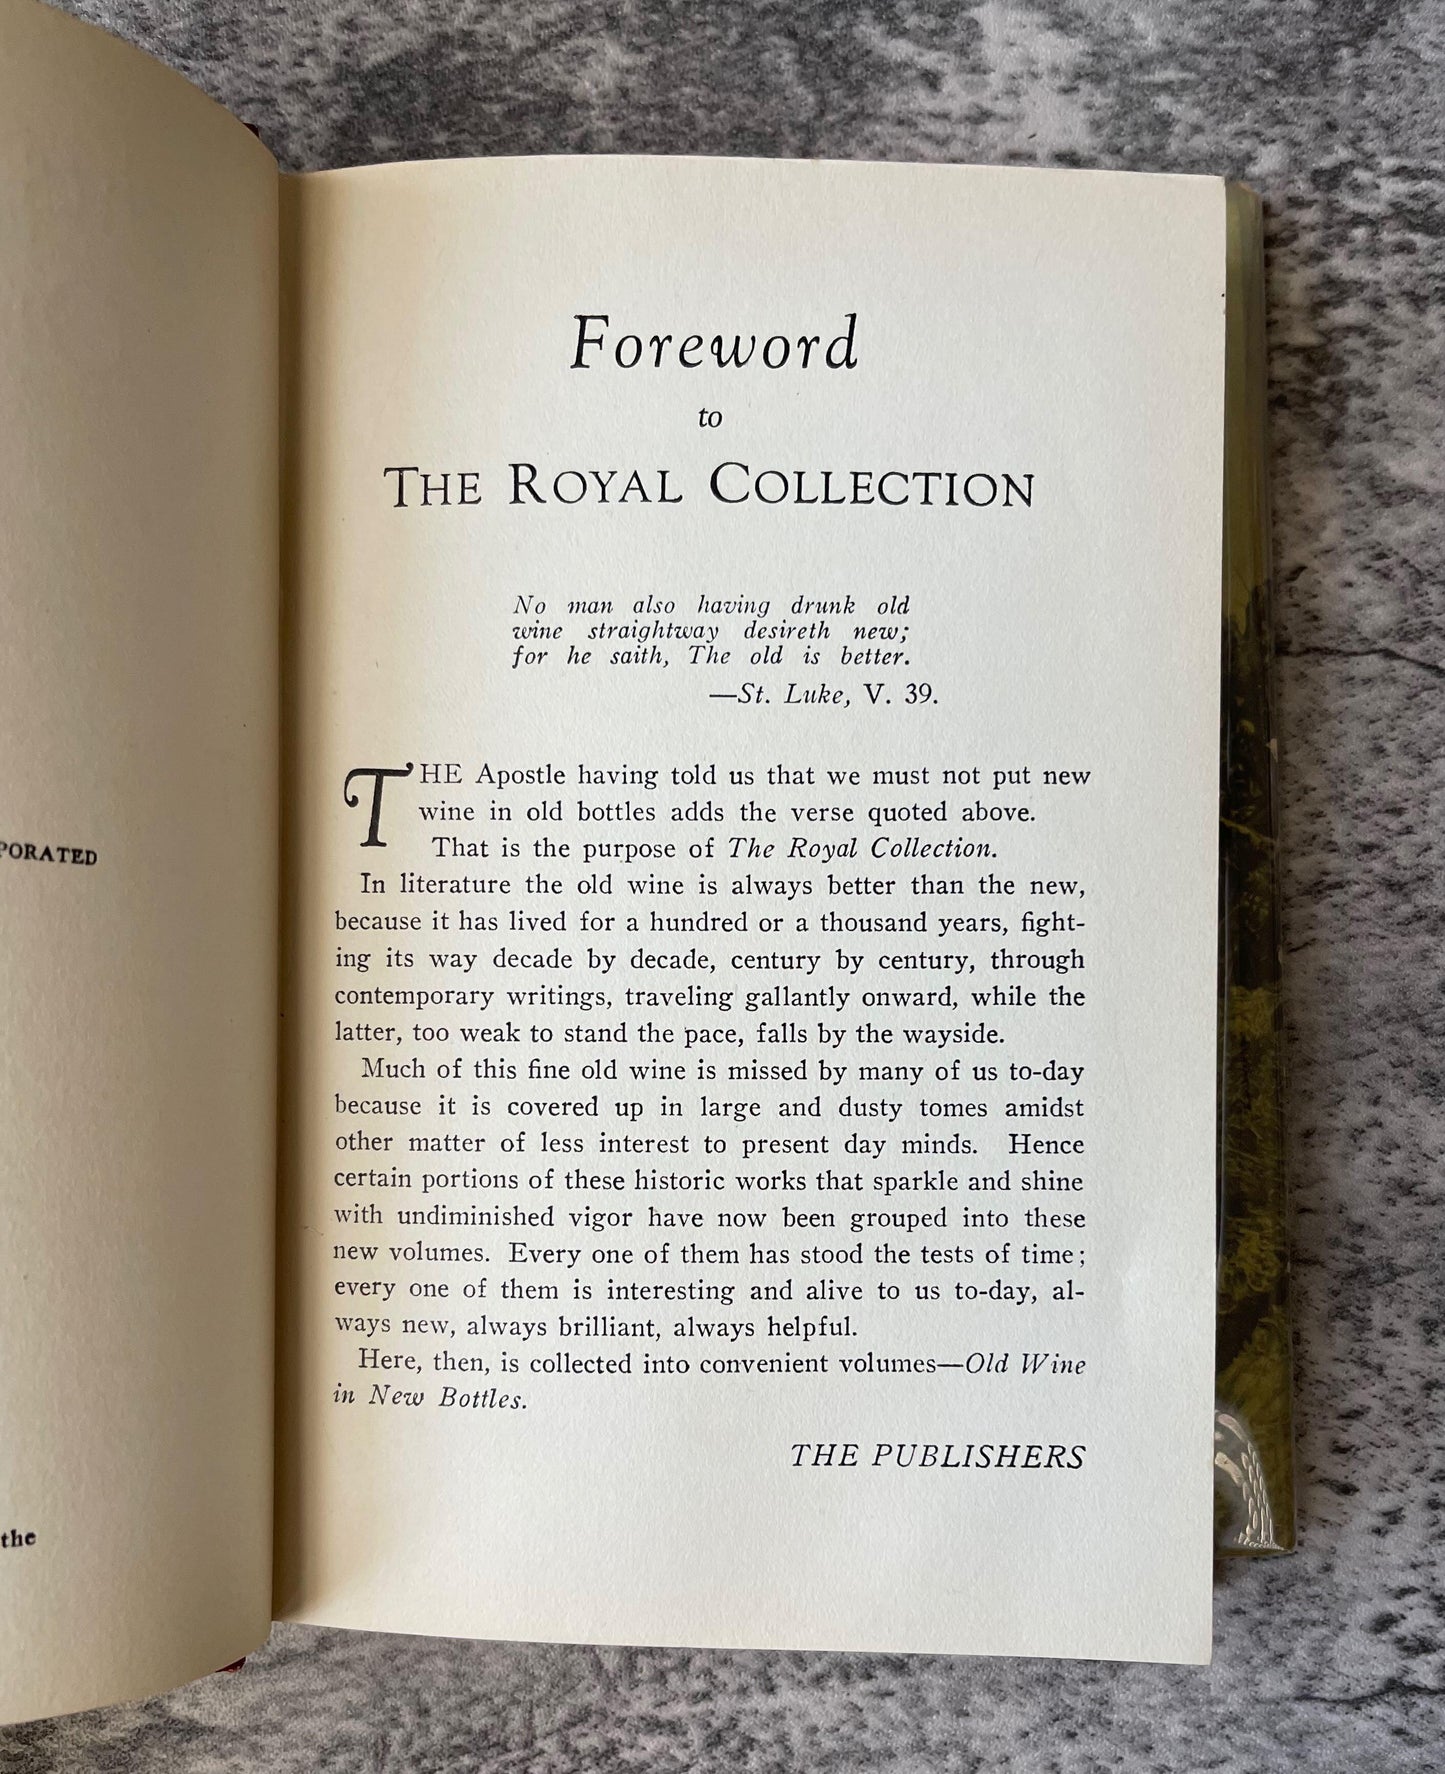 PORATED
the
Foreword
to
THE ROYAL COLLECTION
No man also having drunk old
wine straightway desireth new;
for he saith, The old is better.
—St. Luke, V. 39.
THE Apostle having told us that we must not put new
wine in old bottles adds the verse quoted above.
That is the purpose of The Royal Collection.
In literature the old wine is always better than the new,
because it has lived for a hundred or a thousand years, fight-
ing its way decade by decade, century by century, through
contemporary writings, traveling gallantly onward, while the
latter, too weak to stand the pace, falls by the wayside.
Much of this fine old wine is missed by many of us to-day
because it is covered up in large and dusty tomes amidst
other matter of less interest to present day minds. Hence
certain portions of these historic works that sparkle and shine
with undiminished vigor have now been grouped into these
new volumes. Every one of them has stood the tests of time;
every one of them is interesting and alive to us to-day, al-
ways new, always brilliant, always helpful.
Here, then, is collected into convenient volumes—Old Wine
in New Bottles.
THE PUBLISHERS